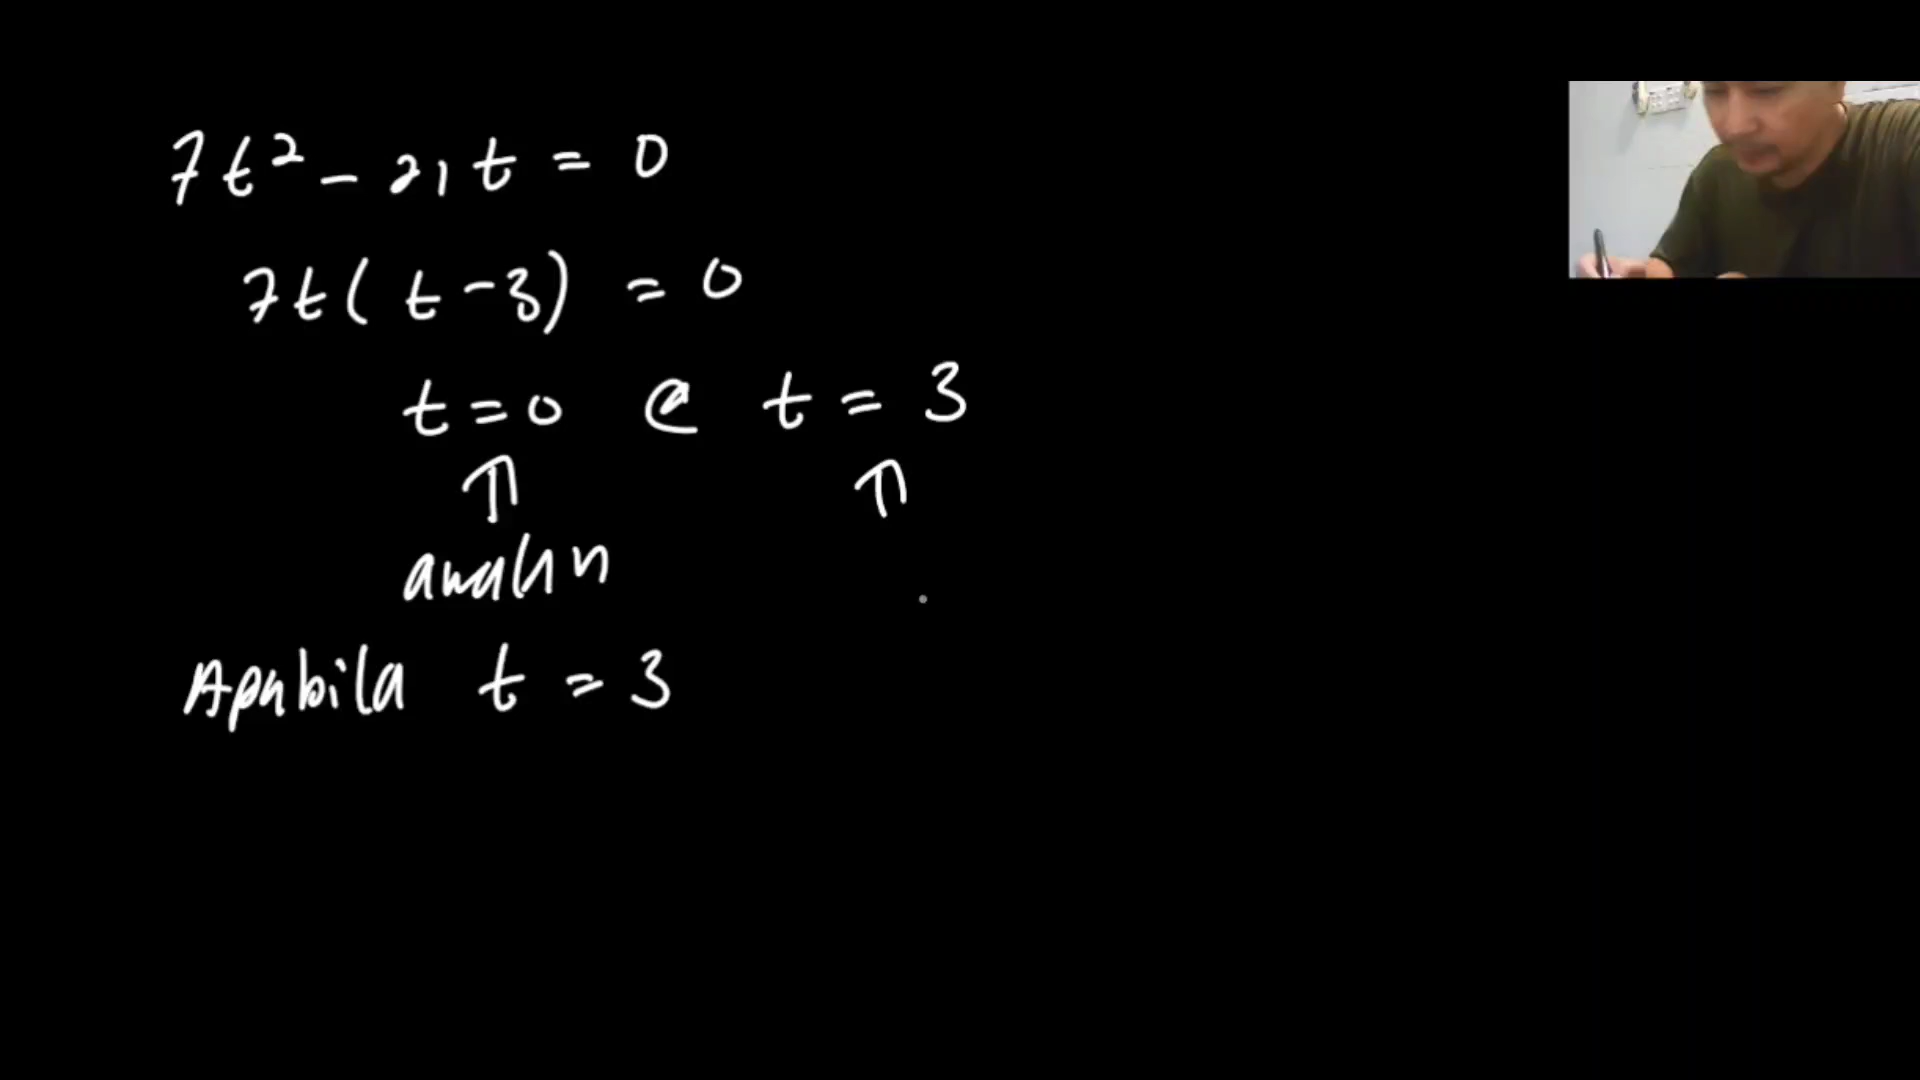 7t² - 21t = 0
7t(t-3) = 0
t=0 @ t = 3
⇑ ⇑
awalan
Apabila t = 3